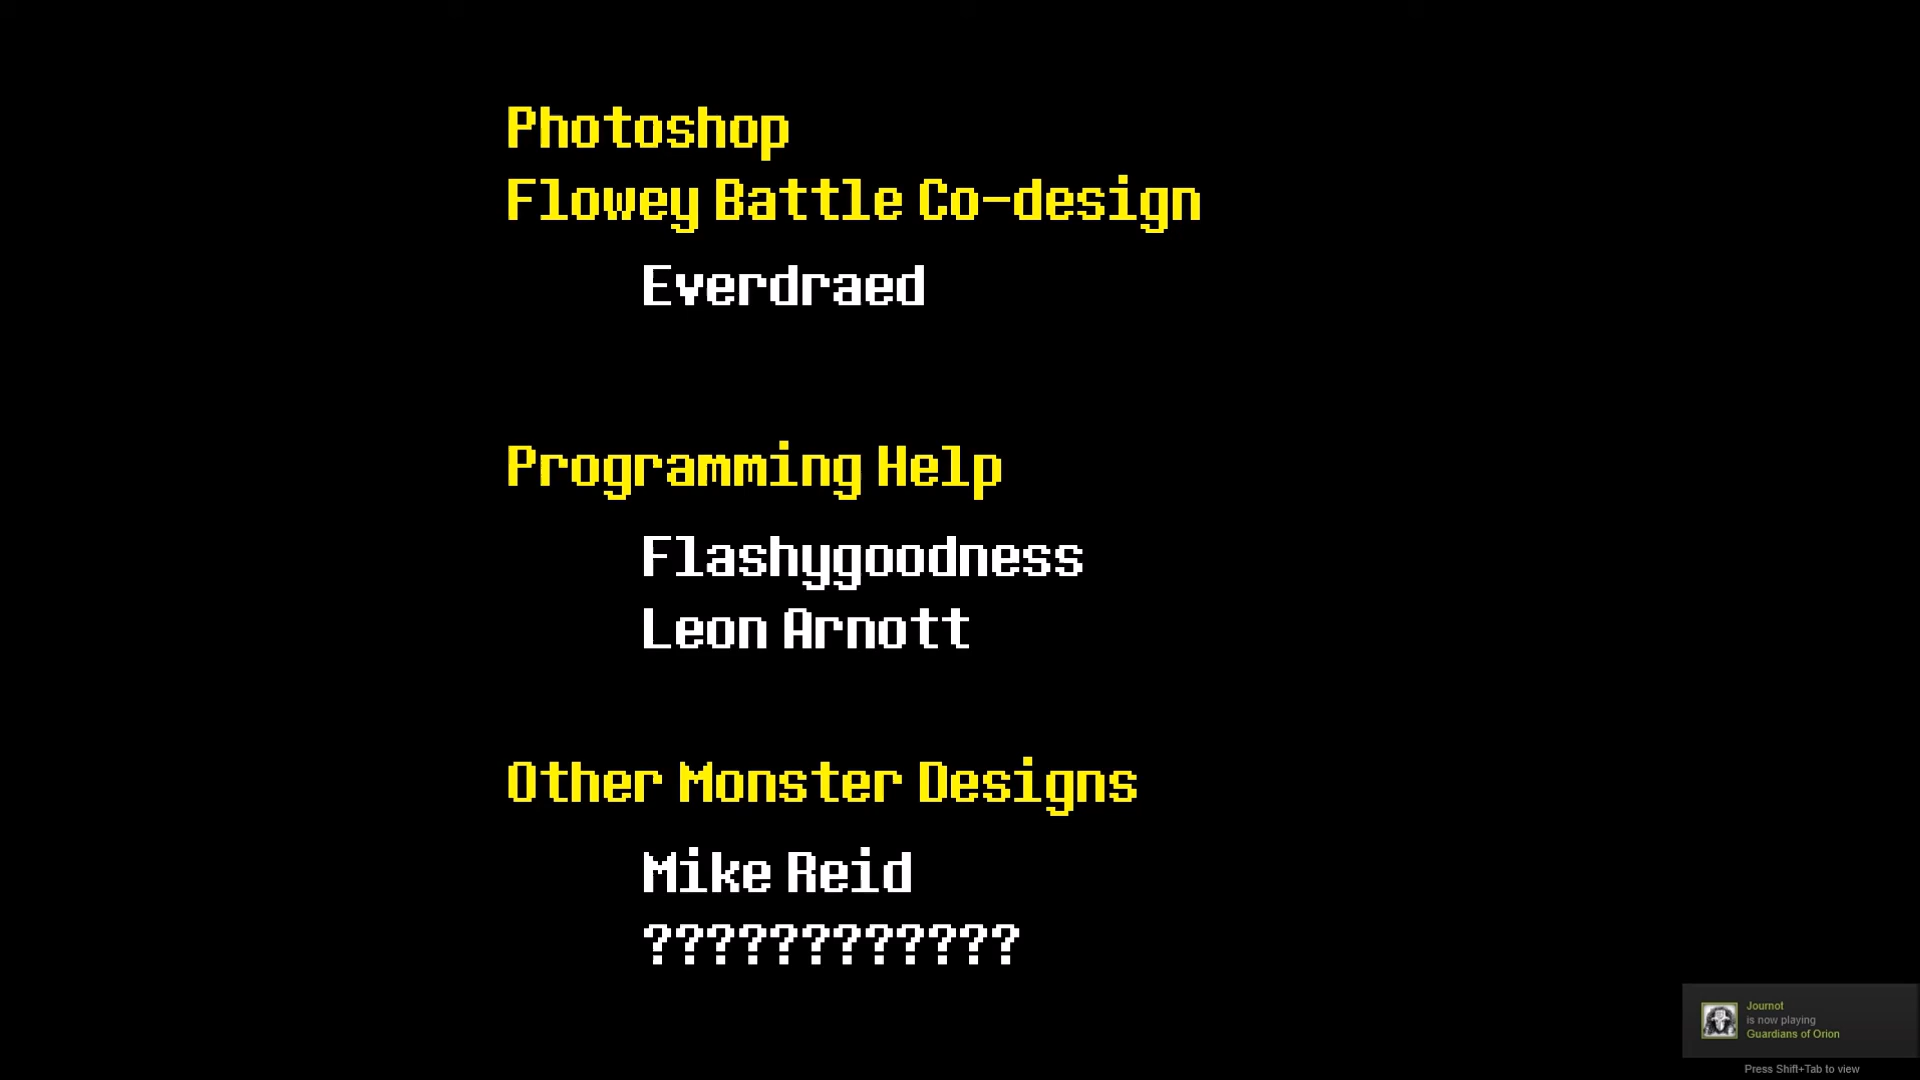 Photoshop
Flowey Battle Co-design
Everdraed
Programming Help
Flashygoodness
Leon Arnott
Other Monster Designs
Mike Reid
????????????
Journot
is now playing
Guardians of Orion
Press Shift+Tab to view